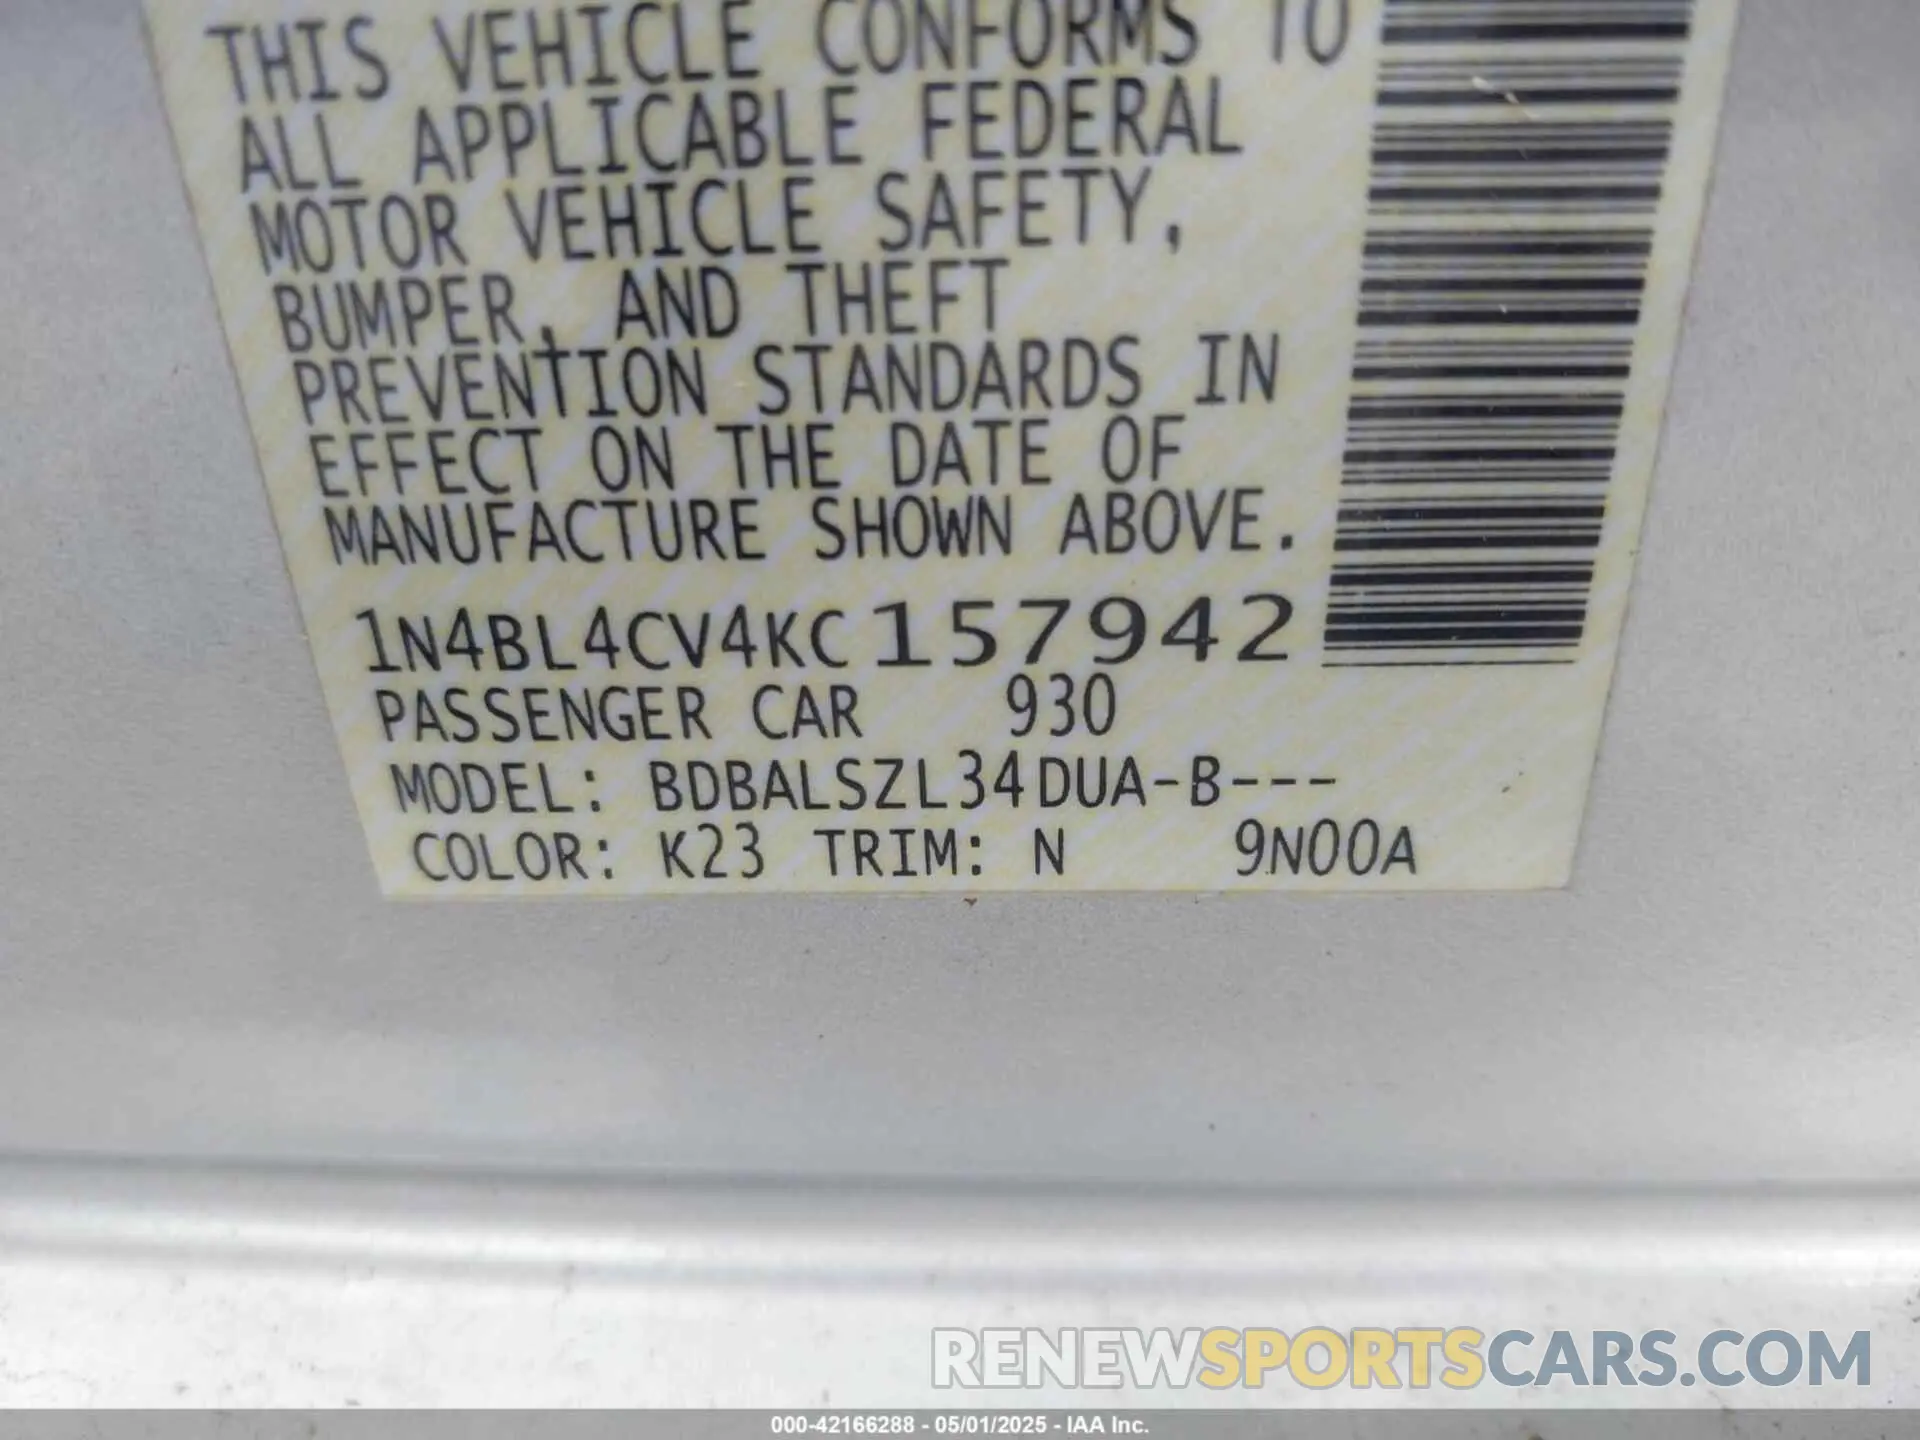 THIS VEHICLE CONFORMS TO
ALL APPLICABLE FEDERAL
MOTOR VEHICLE SAFETY,
BUMPER, AND THEFT
PREVENTION STANDARDS IN
EFFECT ON THE DATE OF
MANUFACTURE SHOWN ABOVE.
1N4BL4CV4KC157942
PASSENGER CAR 930
MODEL: BDBALSZL34DUA-B---
COLOR: K23 TRIM: N 9N00A
RENEWSPORTSCARS.COM
000-42166288 - 05/01/2025 - IAA Inc.